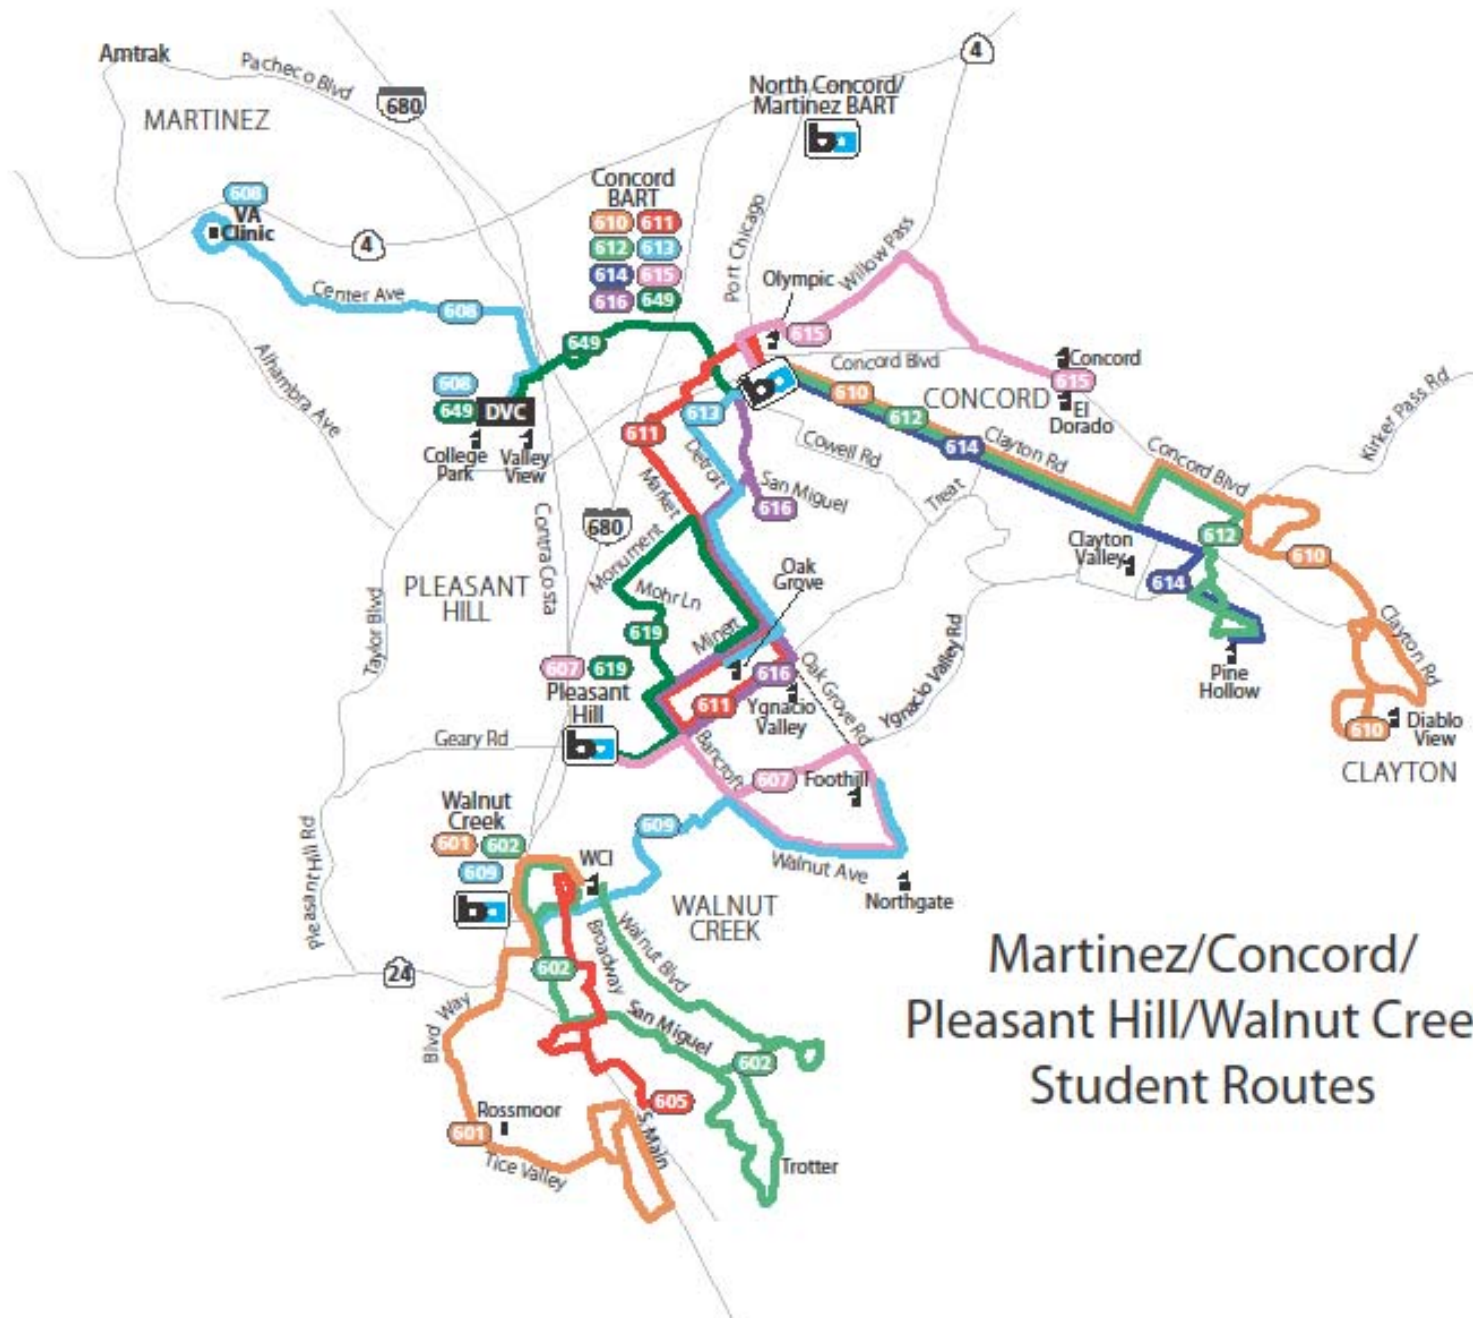 Amtrak
Pacheco Blvd
680
4
North Concord/
Martinez BART
MARTINEZ
608
VA
Clinic
4
Center Ave
608
Concord
BART
610 611
612 613
614 615
616 649
Port Chicago
Olympic
Willow Pass
615
649
Alhambra Ave
608
649 DVC
College
Park
Valley
View
Concord Blvd
Concord
615
El
Dorado
CONCORD
610
612
614
Clayton Rd
Cowell Rd
Treat
Concord Blvd
Kirker Pass Rd
613
611
Detroit
Market
San Miguel
616
680
Contra Costa
Monument
PLEASANT
HILL
Taylor Blvd
Mohr Ln
619
Minert
Oak
Grove
Clayton
Valley
612
614
610
Pine
Hollow
Clayton Rd
610
Diablo
View
CLAYTON
607 619
Pleasant
Hill
616
611
Ygnacio
Valley
Oak Grove Rd
Ygnacio Valley Rd
Geary Rd
Bancroft
607
Foothill
Walnut
Creek
601 602
609
609
WCI
Walnut Ave
Northgate
Pleasant Hill Rd
WALNUT
CREEK
24
602
Broadway
Walnut Blvd
San Miguel
602
Blvd Way
Rossmoor
601
Tice Valley
605
S. Main
Trotter
Martinez/Concord/
Pleasant Hill/Walnut Cree
Student Routes